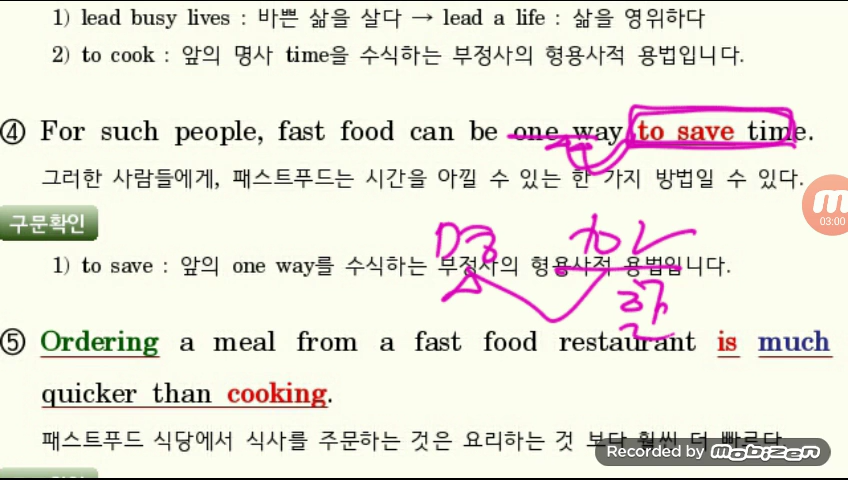 1) lead busy lives : 바쁜 삶을 살다 → lead a life : 삶을 영위하다
2) to cook : 앞의 명사 time을 수식하는 부정사의 형용사적 용법입니다.
④ For such people, fast food can be one way to save time.
그러한 사람들에게, 패스트푸드는 시간을 아낄 수 있는 한 가지 방법일 수 있다.
M
03:00
구문확인
1) to save : 앞의 one way를 수식하는 부정사의 형용사적 용법입니다.
할
⑤ Ordering a meal from a fast food restaurant is much
quicker than cooking.
패스트푸드 식당에서 식사를 주문하는 것은 요리하는 것 보다 훨씬 더 빠르다
Recorded by mobizen